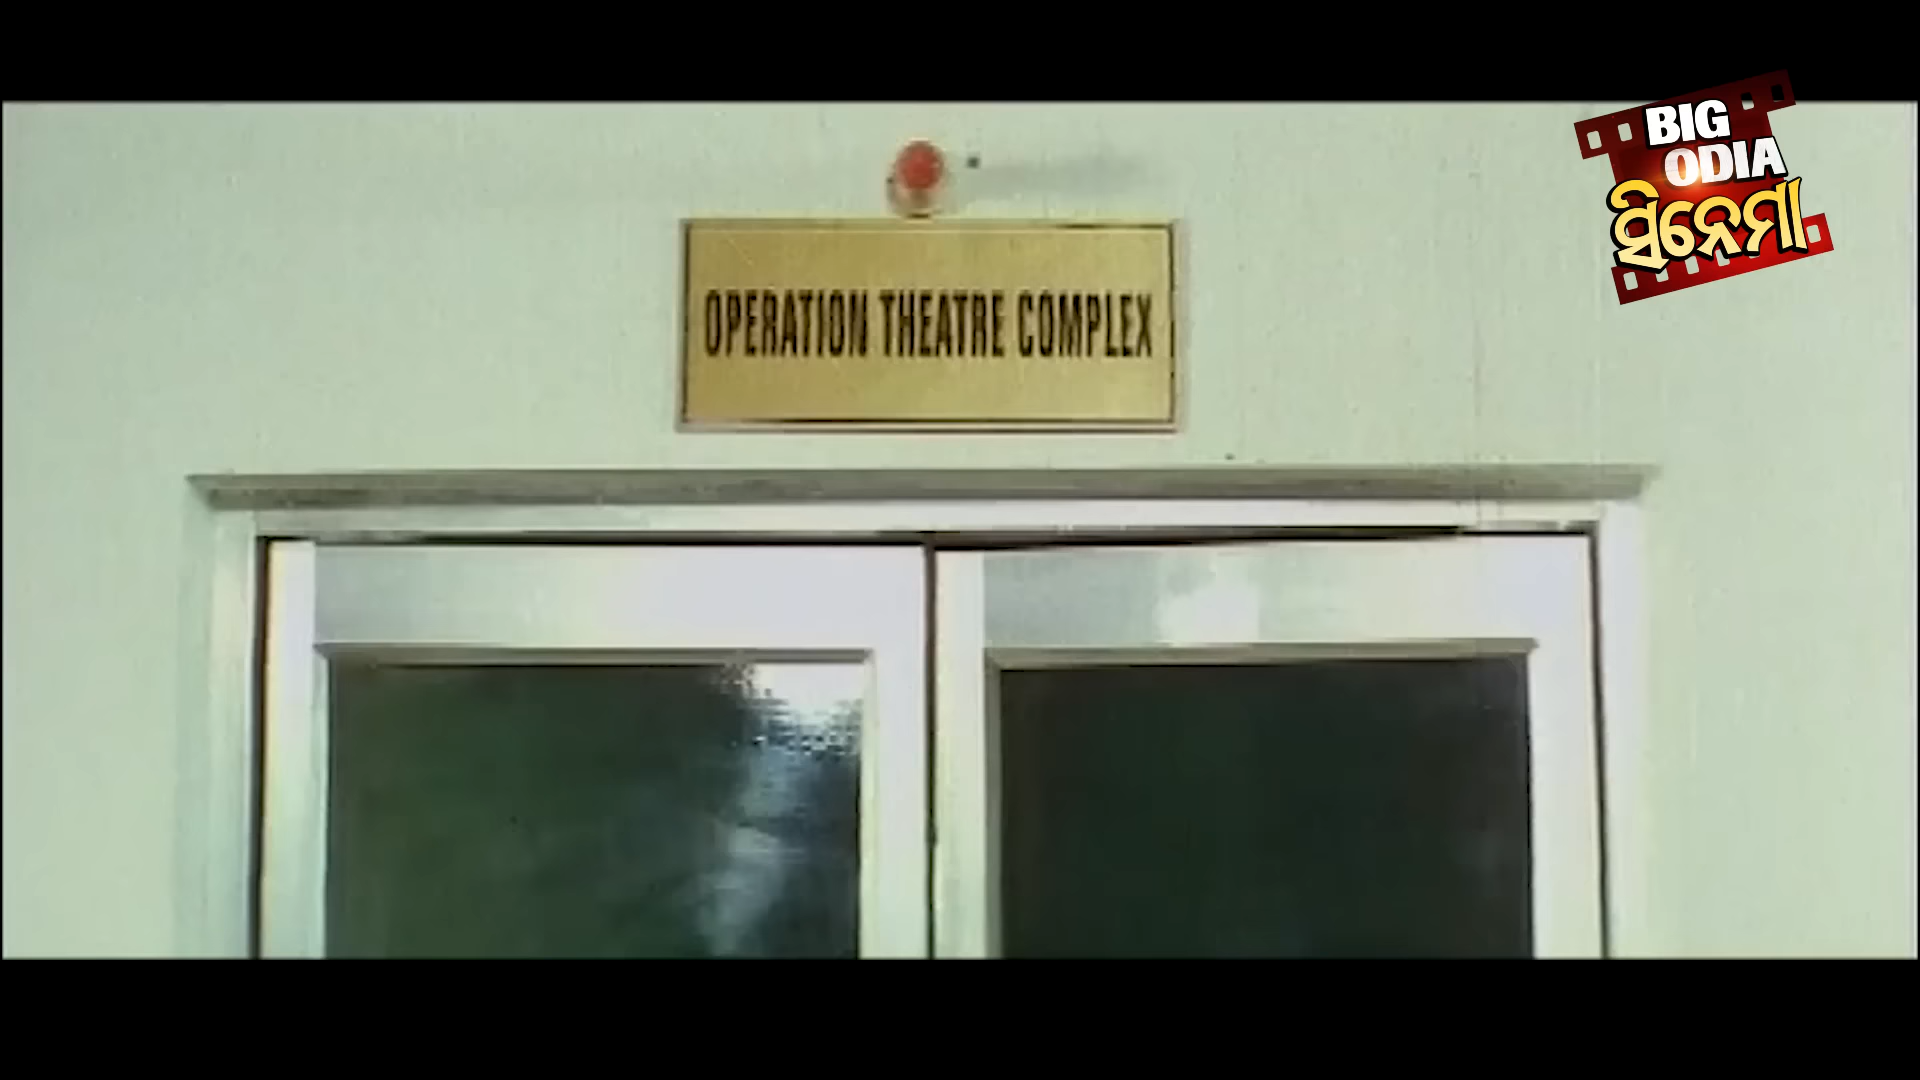 BIG
ODIA
ସିନେମା
OPERATION THEATRE COMPLEX